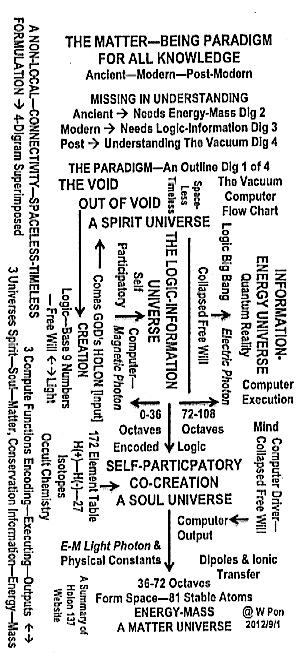 THE MATTER—BEING PARADIGM
FOR ALL KNOWLEDGE
Ancient—Modern—Post-Modern
MISSING IN UNDERSTANDING
Ancient → Needs Energy-Mass Dig 2
Modern → Needs Logic-Information Dig 3
Post → Understanding The Vacuum Dig 4
THE PARADIGM—An Outline Dig 1 of 4
THE VOID
OUT OF VOID
A SPIRIT UNIVERSE
Space-Less
Timeless
The Vacuum
Computer
Flow Chart
Comes GOD's HOLON [Input]
Participatory
Self
THE LOGIC-INFORMATION
UNIVERSE
Computer—
Magnetic Photon
Collapsed Free Will
Logic Big Bang → Electric Photon
INFORMATION-
ENERGY UNIVERSE
Quantum Reality
Computer
Execution
CREATION
Logic—Base 9 Numbers
— Free Will ↔ Light
0-36
Octaves
72-108
Octaves
Encoded
Logic
Mind
Computer Driver—
Collapsed Free Will
172 Element Table
H(+)—H(-)—27
Isotopes
Occult Chemistry
SELF-PARTICPATORY
CO-CREATION
A SOUL UNIVERSE
Computer
Output
E-M Light Photon &
Physical Constants
Dipoles & Ionic
Transfer
36-72 Octaves
Form Space—81 Stable Atoms
ENERGY-MASS
A MATTER UNIVERSE
A Summary of
Holon 137
Website
@ W Pon
2012/9/1
A NON-LOCAL—CONNECTIVITY—SPACELESS-TIMELESS
FORMULATION → 4-Digram Superimposed
3 Compute Functions Encoding—Executing—Outputs ↔
3 Universes Spirit—Soul—Matter, Conservation Information—Energy—Mass